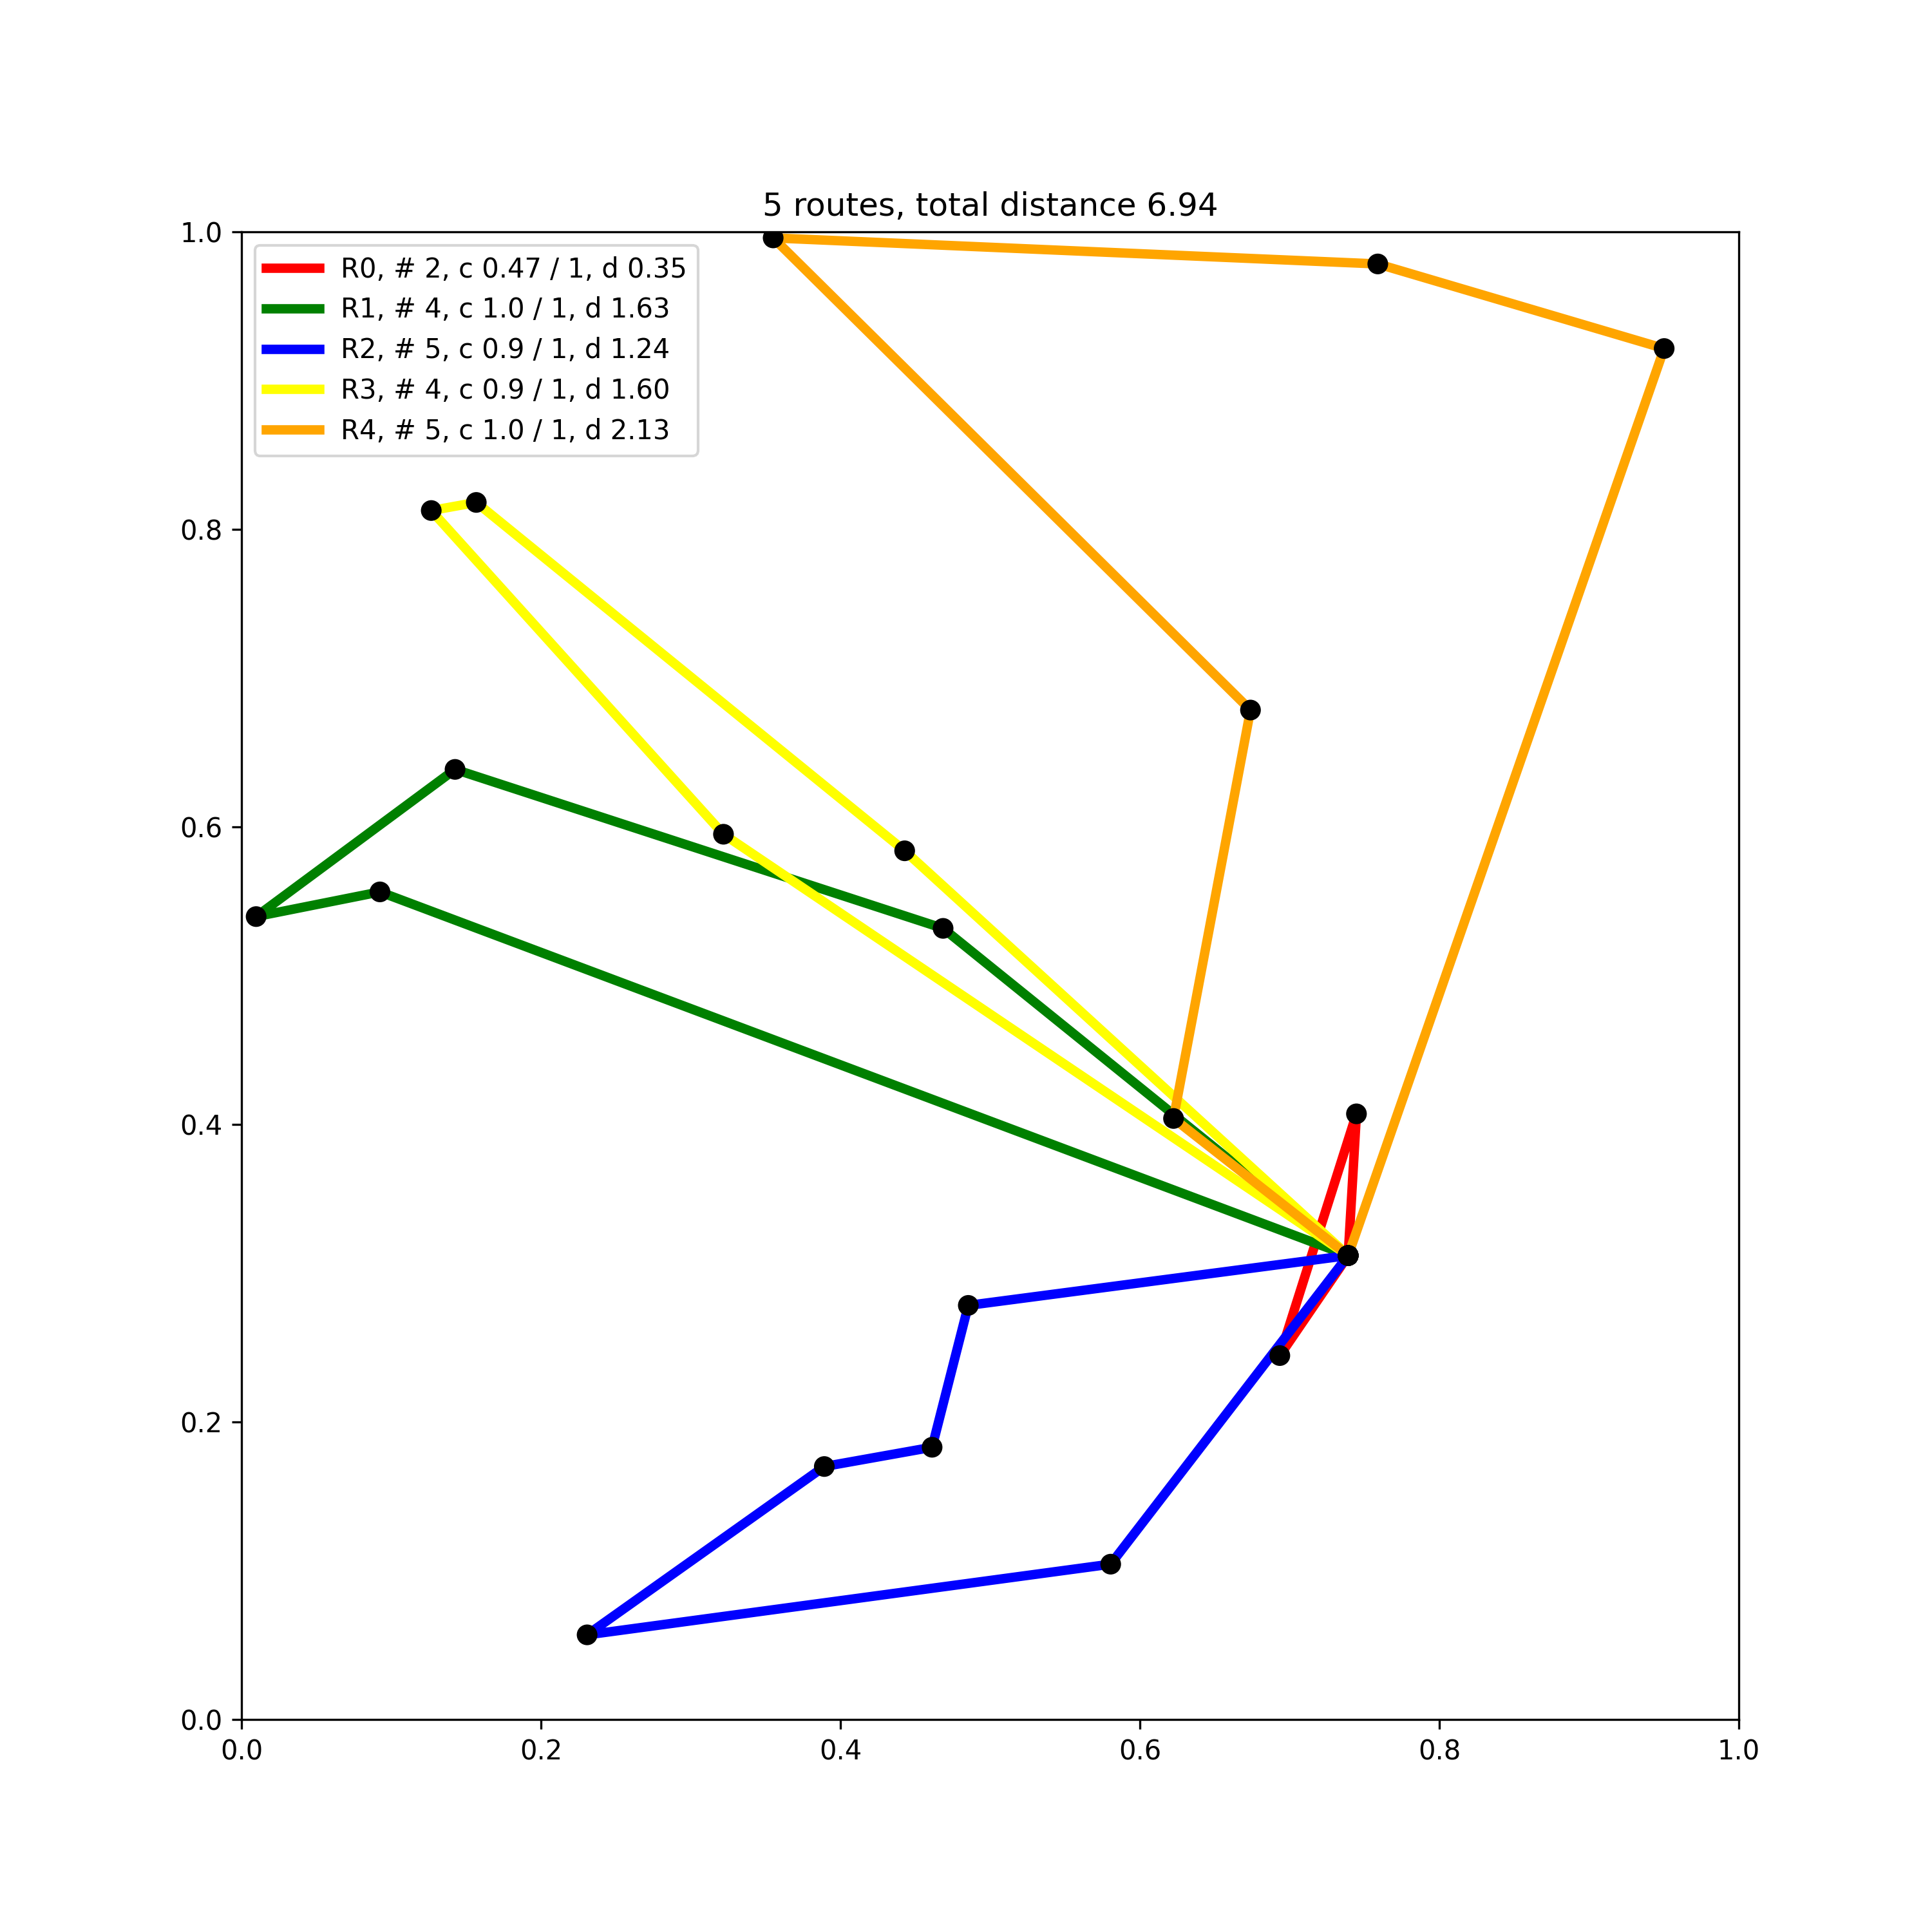 5 routes, total distance 6.94
1.0
R0, # 2, c 0.47 / 1, d 0.35
R1, # 4, c 1.0 / 1, d 1.63
R2, # 5, c 0.9 / 1, d 1.24
R3, # 4, c 0.9 / 1, d 1.60
R4, # 5, c 1.0 / 1, d 2.13
0.8
0.6
0.4
0.2
0.0
0.0 0.2 0.4 0.6 0.8 1.0